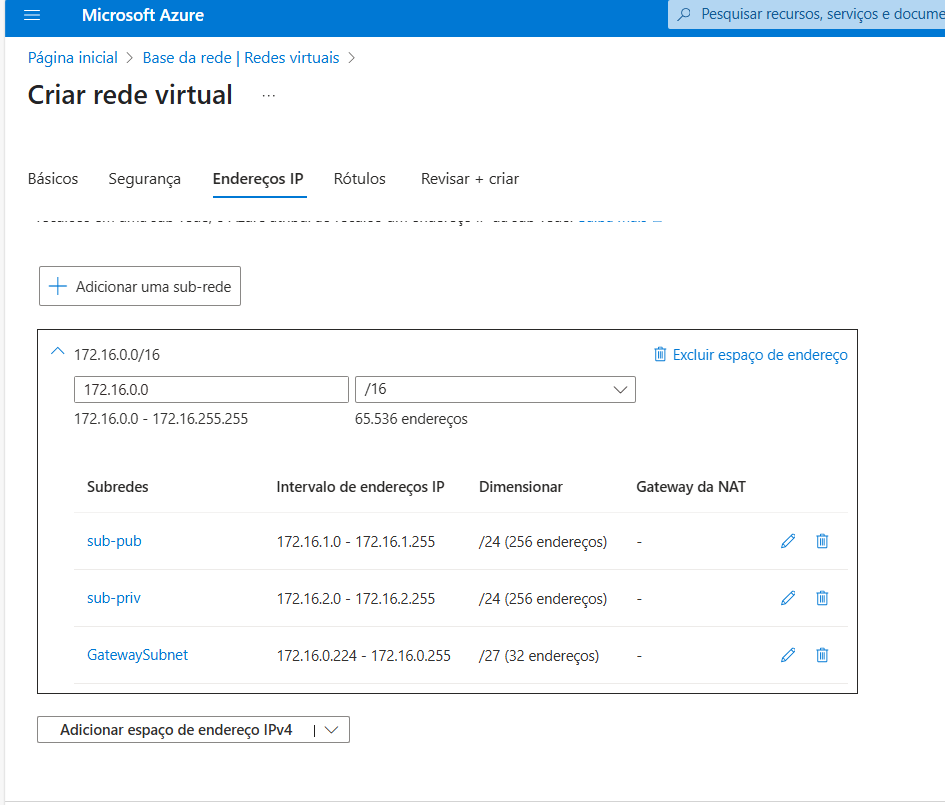 Microsoft Azure
Pesquisar recursos, serviços e docume
Página inicial > Base da rede | Redes virtuais >
Criar rede virtual ...
Básicos Segurança Endereços IP Rótulos Revisar + criar
Adicionar uma sub-rede
172.16.0.0/16 Excluir espaço de endereço
172.16.0.0 /16
172.16.0.0 - 172.16.255.255 65.536 endereços
Subredes Intervalo de endereços IP Dimensionar Gateway da NAT
sub-pub 172.16.1.0 - 172.16.1.255 /24 (256 endereços) -
sub-priv 172.16.2.0 - 172.16.2.255 /24 (256 endereços) -
GatewaySubnet 172.16.0.224 - 172.16.0.255 /27 (32 endereços) -
Adicionar espaço de endereço IPv4 |